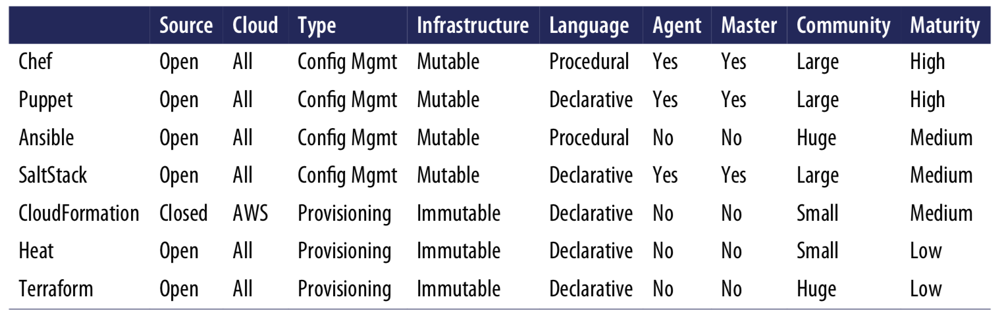 Source Cloud Type Infrastructure Language Agent Master Community Maturity
Chef Open All Config Mgmt Mutable Procedural Yes Yes Large High
Puppet Open All Config Mgmt Mutable Declarative Yes Yes Large High
Ansible Open All Config Mgmt Mutable Procedural No No Huge Medium
SaltStack Open All Config Mgmt Mutable Declarative Yes Yes Large Medium
CloudFormation Closed AWS Provisioning Immutable Declarative No No Small Medium
Heat Open All Provisioning Immutable Declarative No No Small Low
Terraform Open All Provisioning Immutable Declarative No No Huge Low